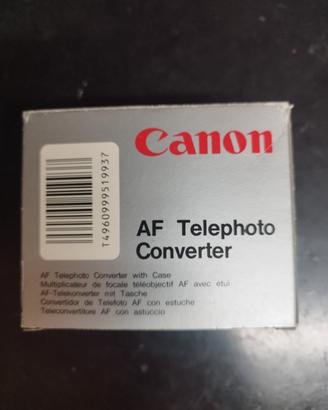 Canon
AF Telephoto
Converter
T4960999519937
AF Telephoto Converter with Case
Multiplicateur de focale téléobjectif AF avec étui
AF-Telekonverter mit Tasche
Convertidor de Telefoto AF con estuche
Teleconvertitore AF con astuccio